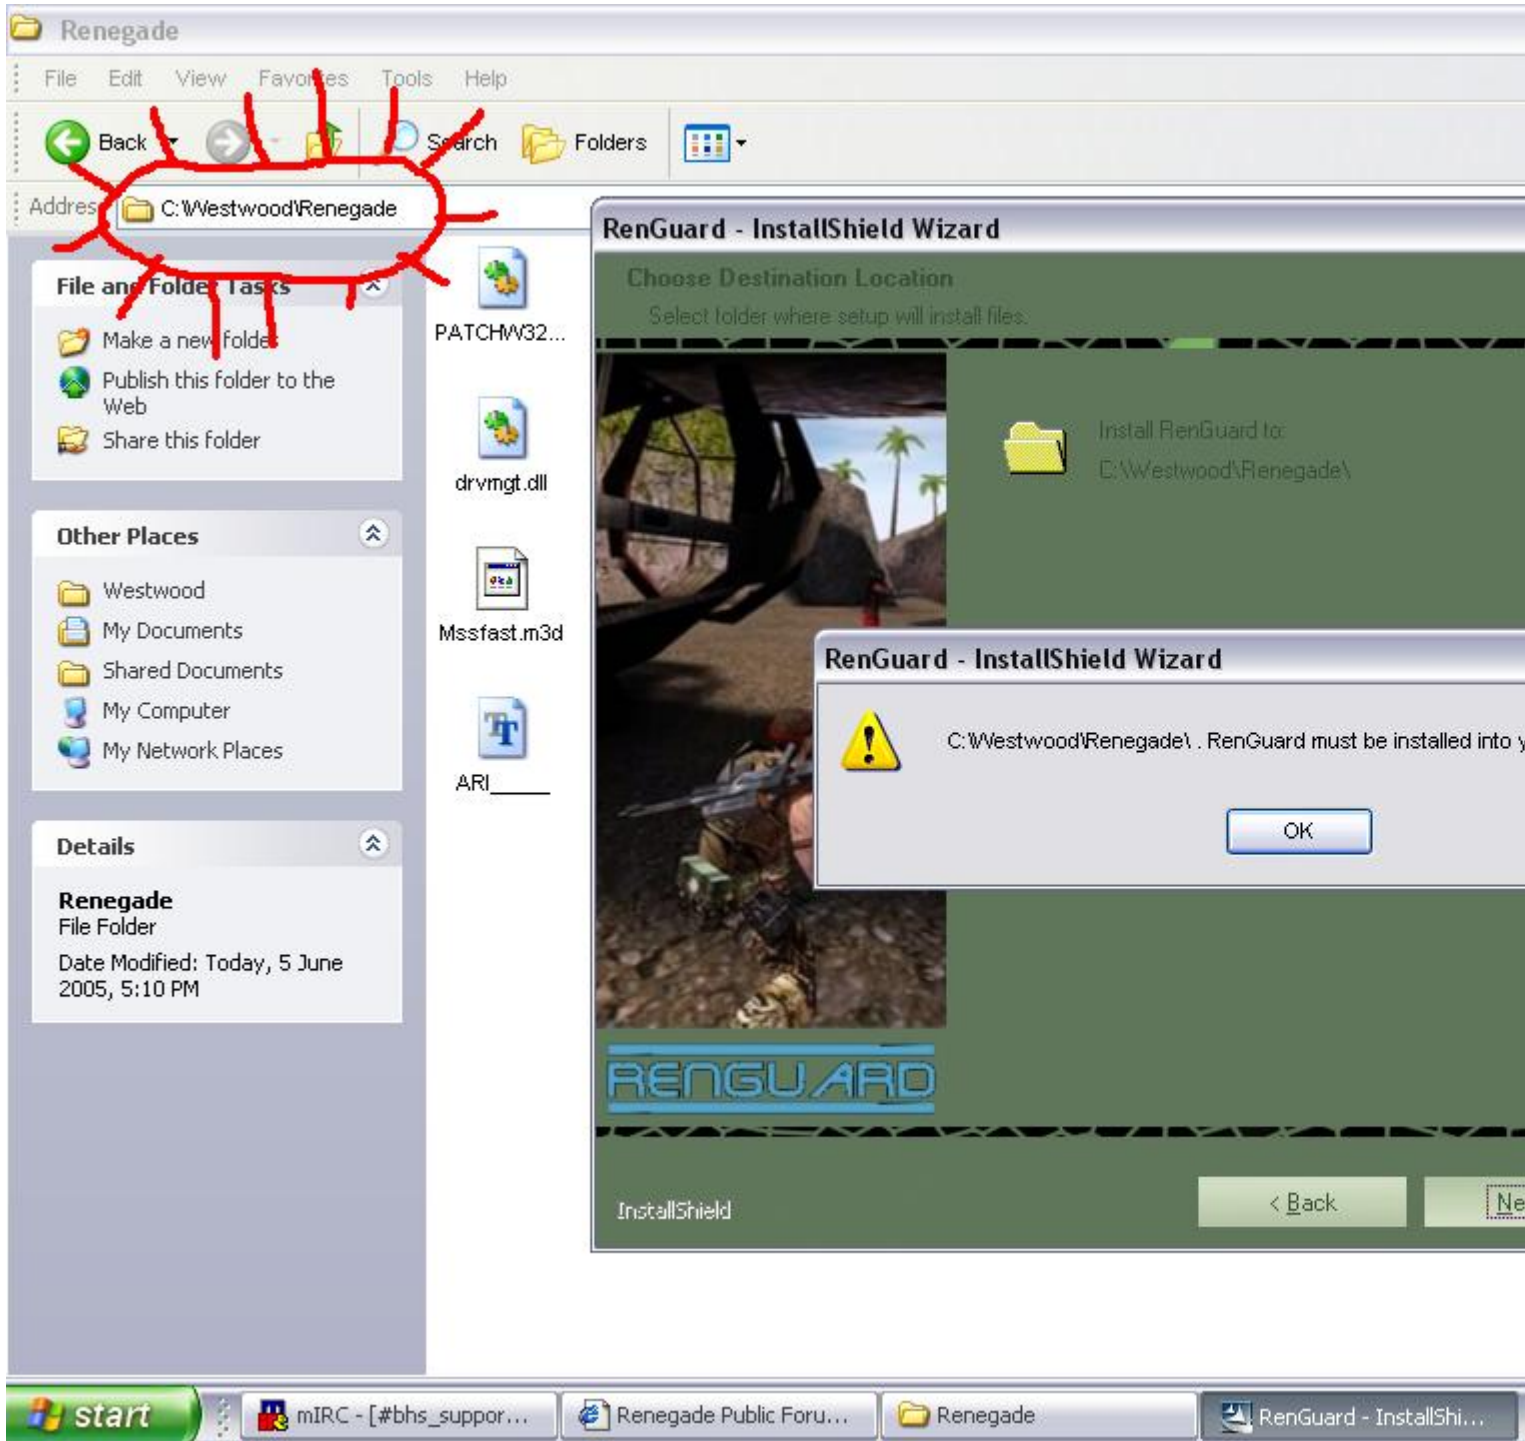 Renegade
File Edit View Favorites Tools Help
Back Search Folders
Address C:\Westwood\Renegade
File and Folder Tasks
Make a new folder
Publish this folder to the
Web
Share this folder
Other Places
Westwood
My Documents
Shared Documents
My Computer
My Network Places
Details
Renegade
File Folder
Date Modified: Today, 5 June
2005, 5:10 PM
PATCHW32...
drvmgt.dll
Mssfast.m3d
ARI_____
RenGuard - InstallShield Wizard
Choose Destination Location
Select folder where setup will install files.
Install RenGuard to:
C:\Westwood\Renegade\
RenGuard - InstallShield Wizard
C:\Westwood\Renegade\ . RenGuard must be installed into y
OK
RENGUARD
InstallShield
< Back Ne
start mIRC - [#bhs_suppor... Renegade Public Foru... Renegade RenGuard - InstallShi...